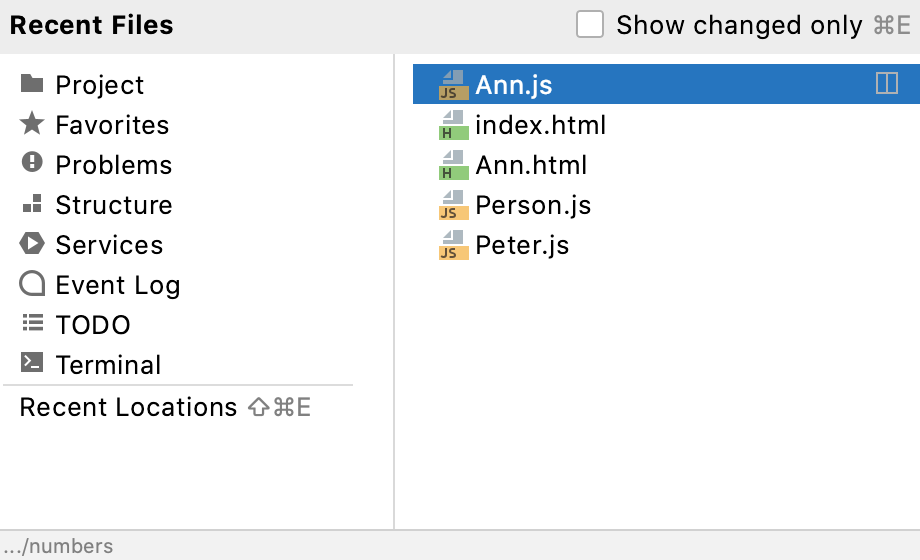 Recent Files
Show changed only ⌘E
Project
Favorites
Problems
Structure
Services
Event Log
TODO
Terminal
Recent Locations ⇧⌘E
JS Ann.js
H index.html
H Ann.html
JS Person.js
JS Peter.js
.../numbers